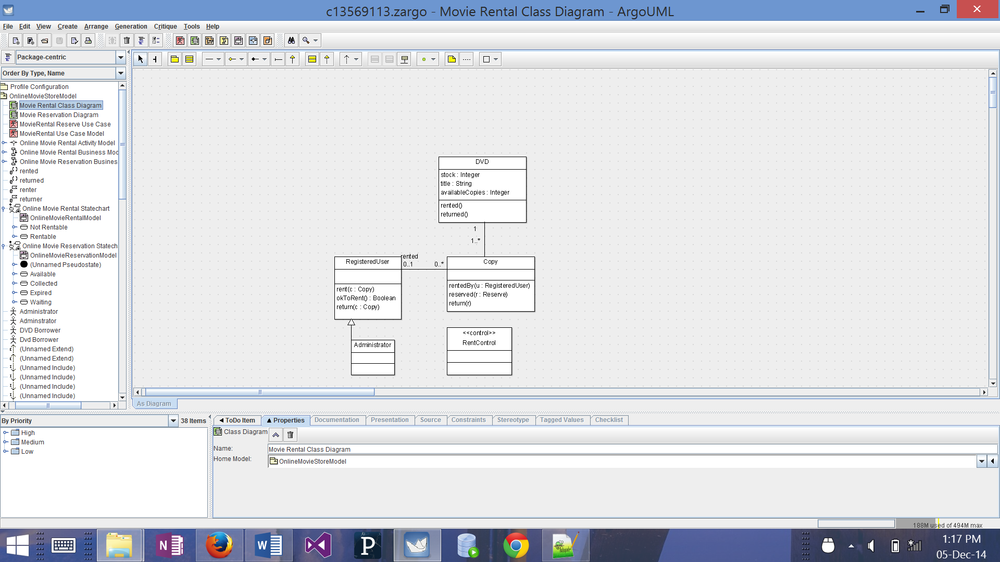 c13569113.zargo - Movie Rental Class Diagram - ArgoUML
File Edit View Create Arrange Generation Critique Tools Help
Package-centric
Order By Type, Name
Profile Configuration
OnlineMovieStoreModel
Movie Rental Class Diagram
Movie Reservation Diagram
MovieRental Reserve Use Case
MovieRental Use Case Model
Online Movie Rental Activity Model
Online Movie Rental Business Moc
Online Movie Reservation Busines
rented
returned
renter
returner
Online Movie Rental Statechart
OnlineMovieRentalModel
Not Rentable
Rentable
Online Movie Reservation Statech
OnlineMovieReservationModel
(Unnamed Pseudostate)
Available
Collected
Expired
Waiting
Administrator
Adminstrator
DVD Borrower
Dvd Borrower
(Unnamed Extend)
(Unnamed Extend)
(Unnamed Include)
(Unnamed Include)
(Unnamed Include)
(Unnamed Include)
DVD
stock : Integer
title : String
availableCopies : Integer
rented()
returned()
1
1..*
RegisteredUser
rent(c : Copy)
okToRent() : Boolean
return(c : Copy)
rented
0..1
0..*
Copy
rentedBy(u : RegisteredUser)
reserved(r : Reserve)
return(r)
Administrator
<<control>>
RentControl
As Diagram
By Priority
38 Items
High
Medium
Low
ToDo Item Properties Documentation Presentation Source Constraints Stereotype Tagged Values Checklist
Class Diagram
Name: Movie Rental Class Diagram
Home Model: OnlineMovieStoreModel
188M used of 494M max
1:17 PM
05-Dec-14